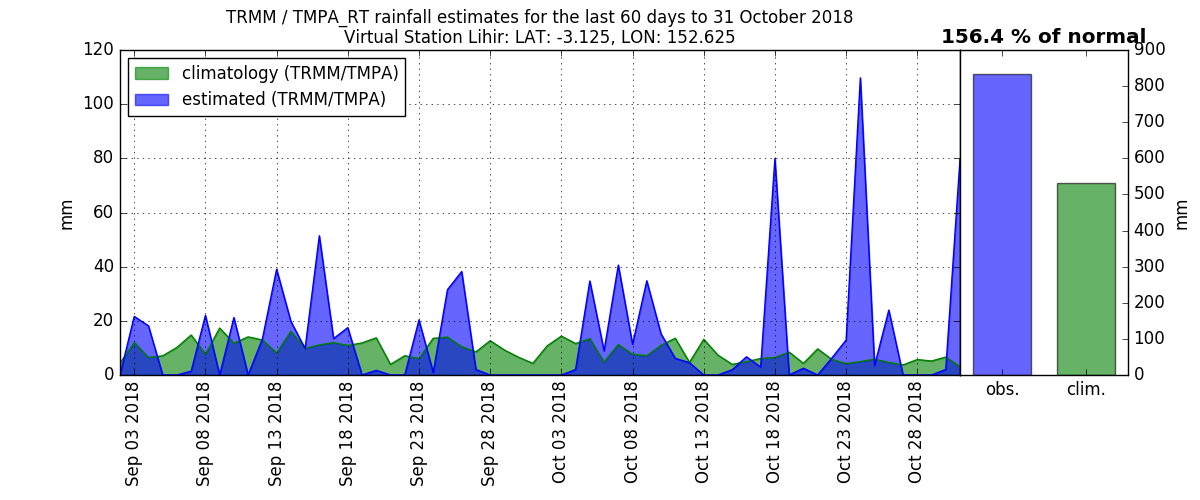 TRMM / TMPA_RT rainfall estimates for the last 60 days to 31 October 2018
Virtual Station Lihir: LAT: -3.125, LON: 152.625
156.4 % of normal
climatology (TRMM/TMPA)
estimated (TRMM/TMPA)
120
100
80
60
40
20
0
mm
Sep 03 2018
Sep 08 2018
Sep 13 2018
Sep 18 2018
Sep 23 2018
Sep 28 2018
Oct 03 2018
Oct 08 2018
Oct 13 2018
Oct 18 2018
Oct 23 2018
Oct 28 2018
900
800
700
600
500
400
300
200
100
0
mm
obs.
clim.